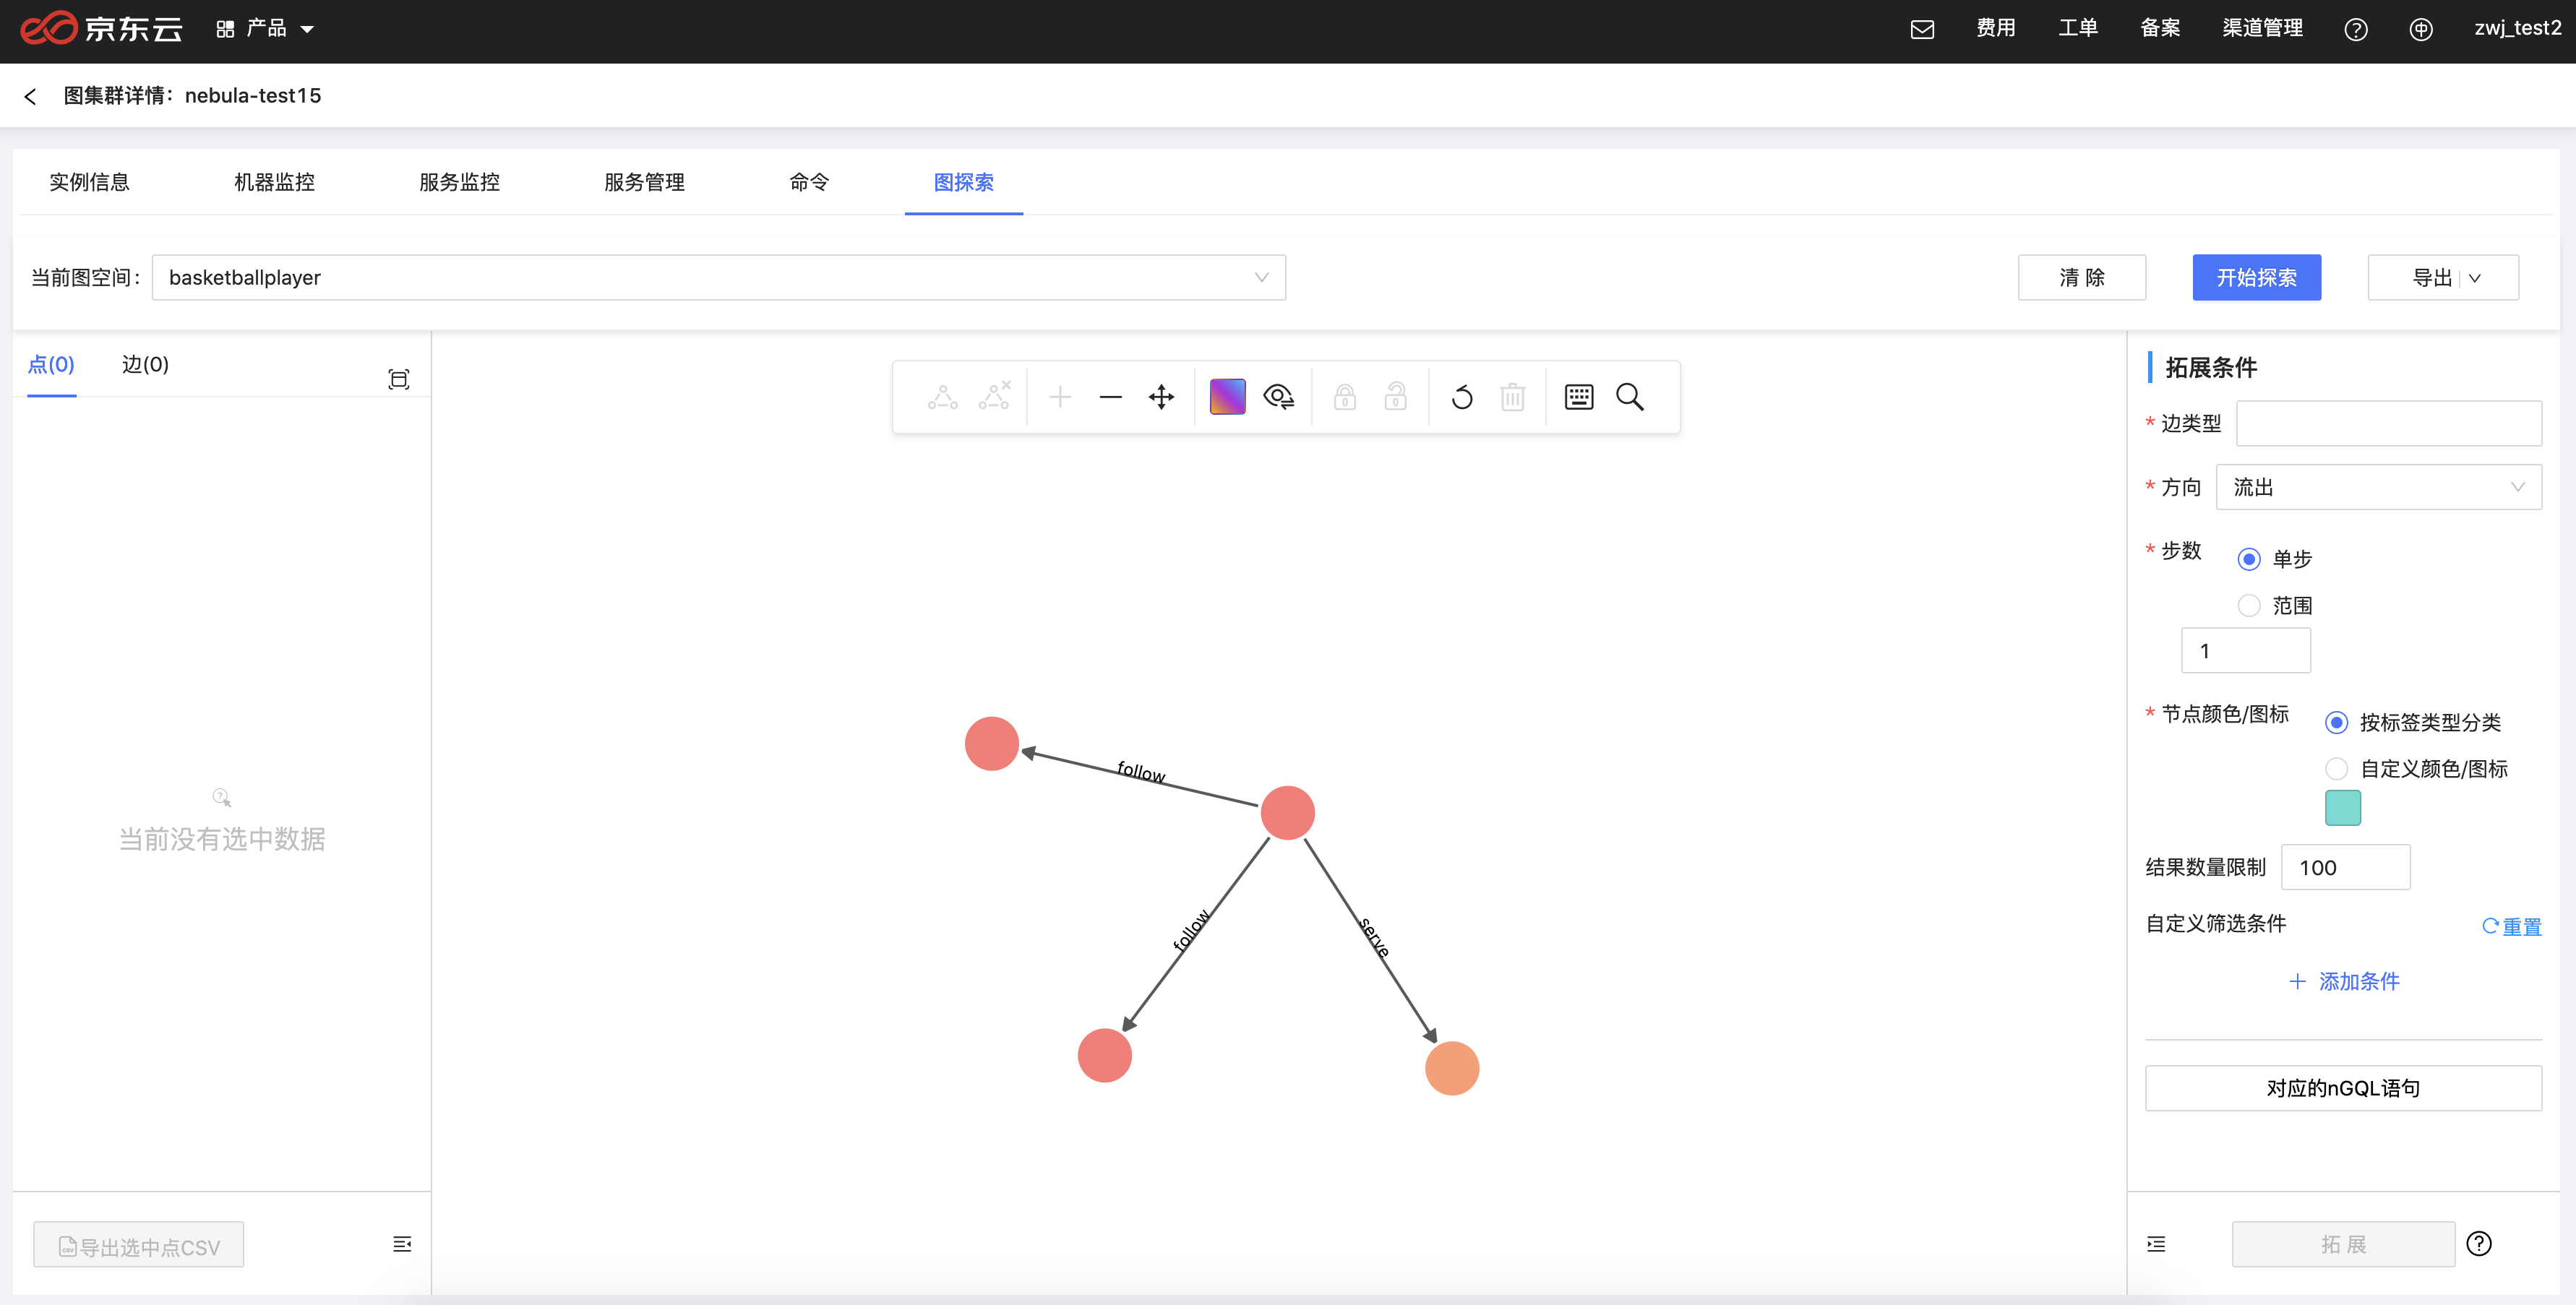 京东云 产品 费用 工单 备案 渠道管理 zwj_test2
图集群详情：nebula-test15
实例信息 机器监控 服务监控 服务管理 命令 图探索
当前图空间： basketballplayer 清 除 开始探索 导出
点(0) 边(0)
当前没有选中数据
导出选中点CSV
follow
follow
serve
拓展条件
* 边类型
* 方向 流出
* 步数 单步
范围
1
* 节点颜色/图标 按标签类型分类
自定义颜色/图标
结果数量限制 100
自定义筛选条件 重置
添加条件
对应的nGQL语句
拓 展